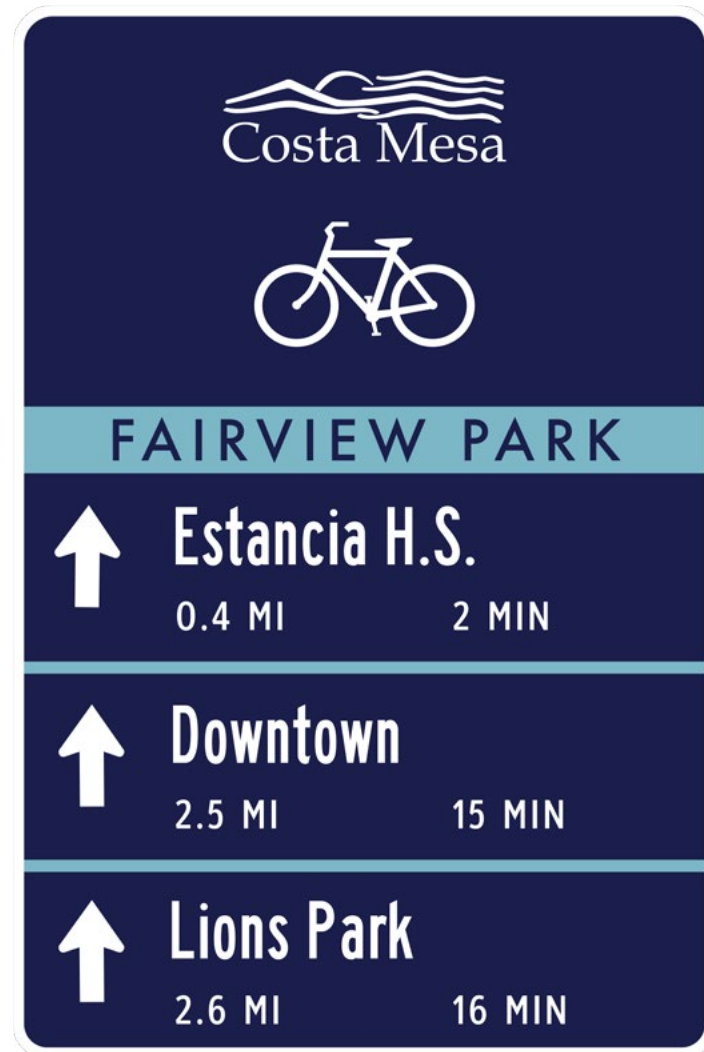 Costa Mesa
FAIRVIEW PARK
Estancia H.S.
0.4 MI 2 MIN
Downtown
2.5 MI 15 MIN
Lions Park
2.6 MI 16 MIN